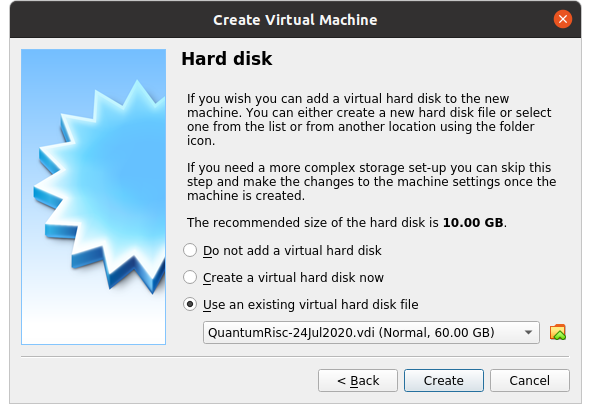 Create Virtual Machine
Hard disk
If you wish you can add a virtual hard disk to the new
machine. You can either create a new hard disk file or select
one from the list or from another location using the folder
icon.
If you need a more complex storage set-up you can skip this
step and make the changes to the machine settings once the
machine is created.
The recommended size of the hard disk is 10.00 GB.
Do not add a virtual hard disk
Create a virtual hard disk now
Use an existing virtual hard disk file
QuantumRisc-24Jul2020.vdi (Normal, 60.00 GB)
< Back
Create
Cancel